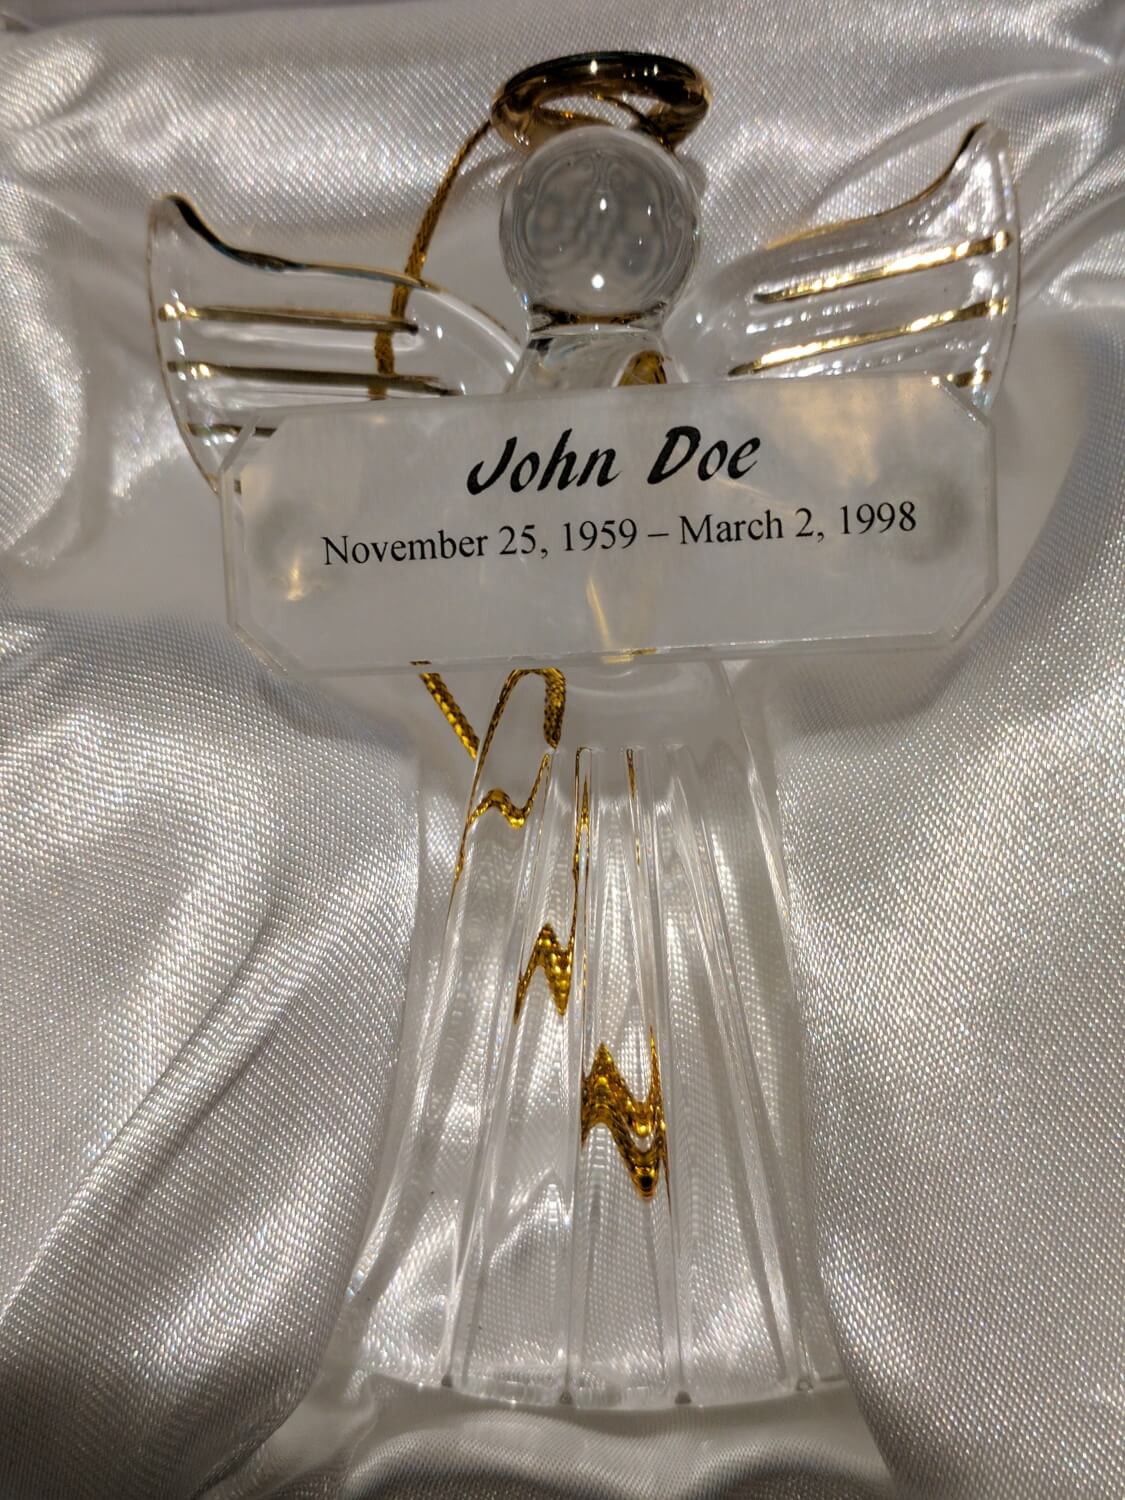 John Doe
November 25, 1959 – March 2, 1998